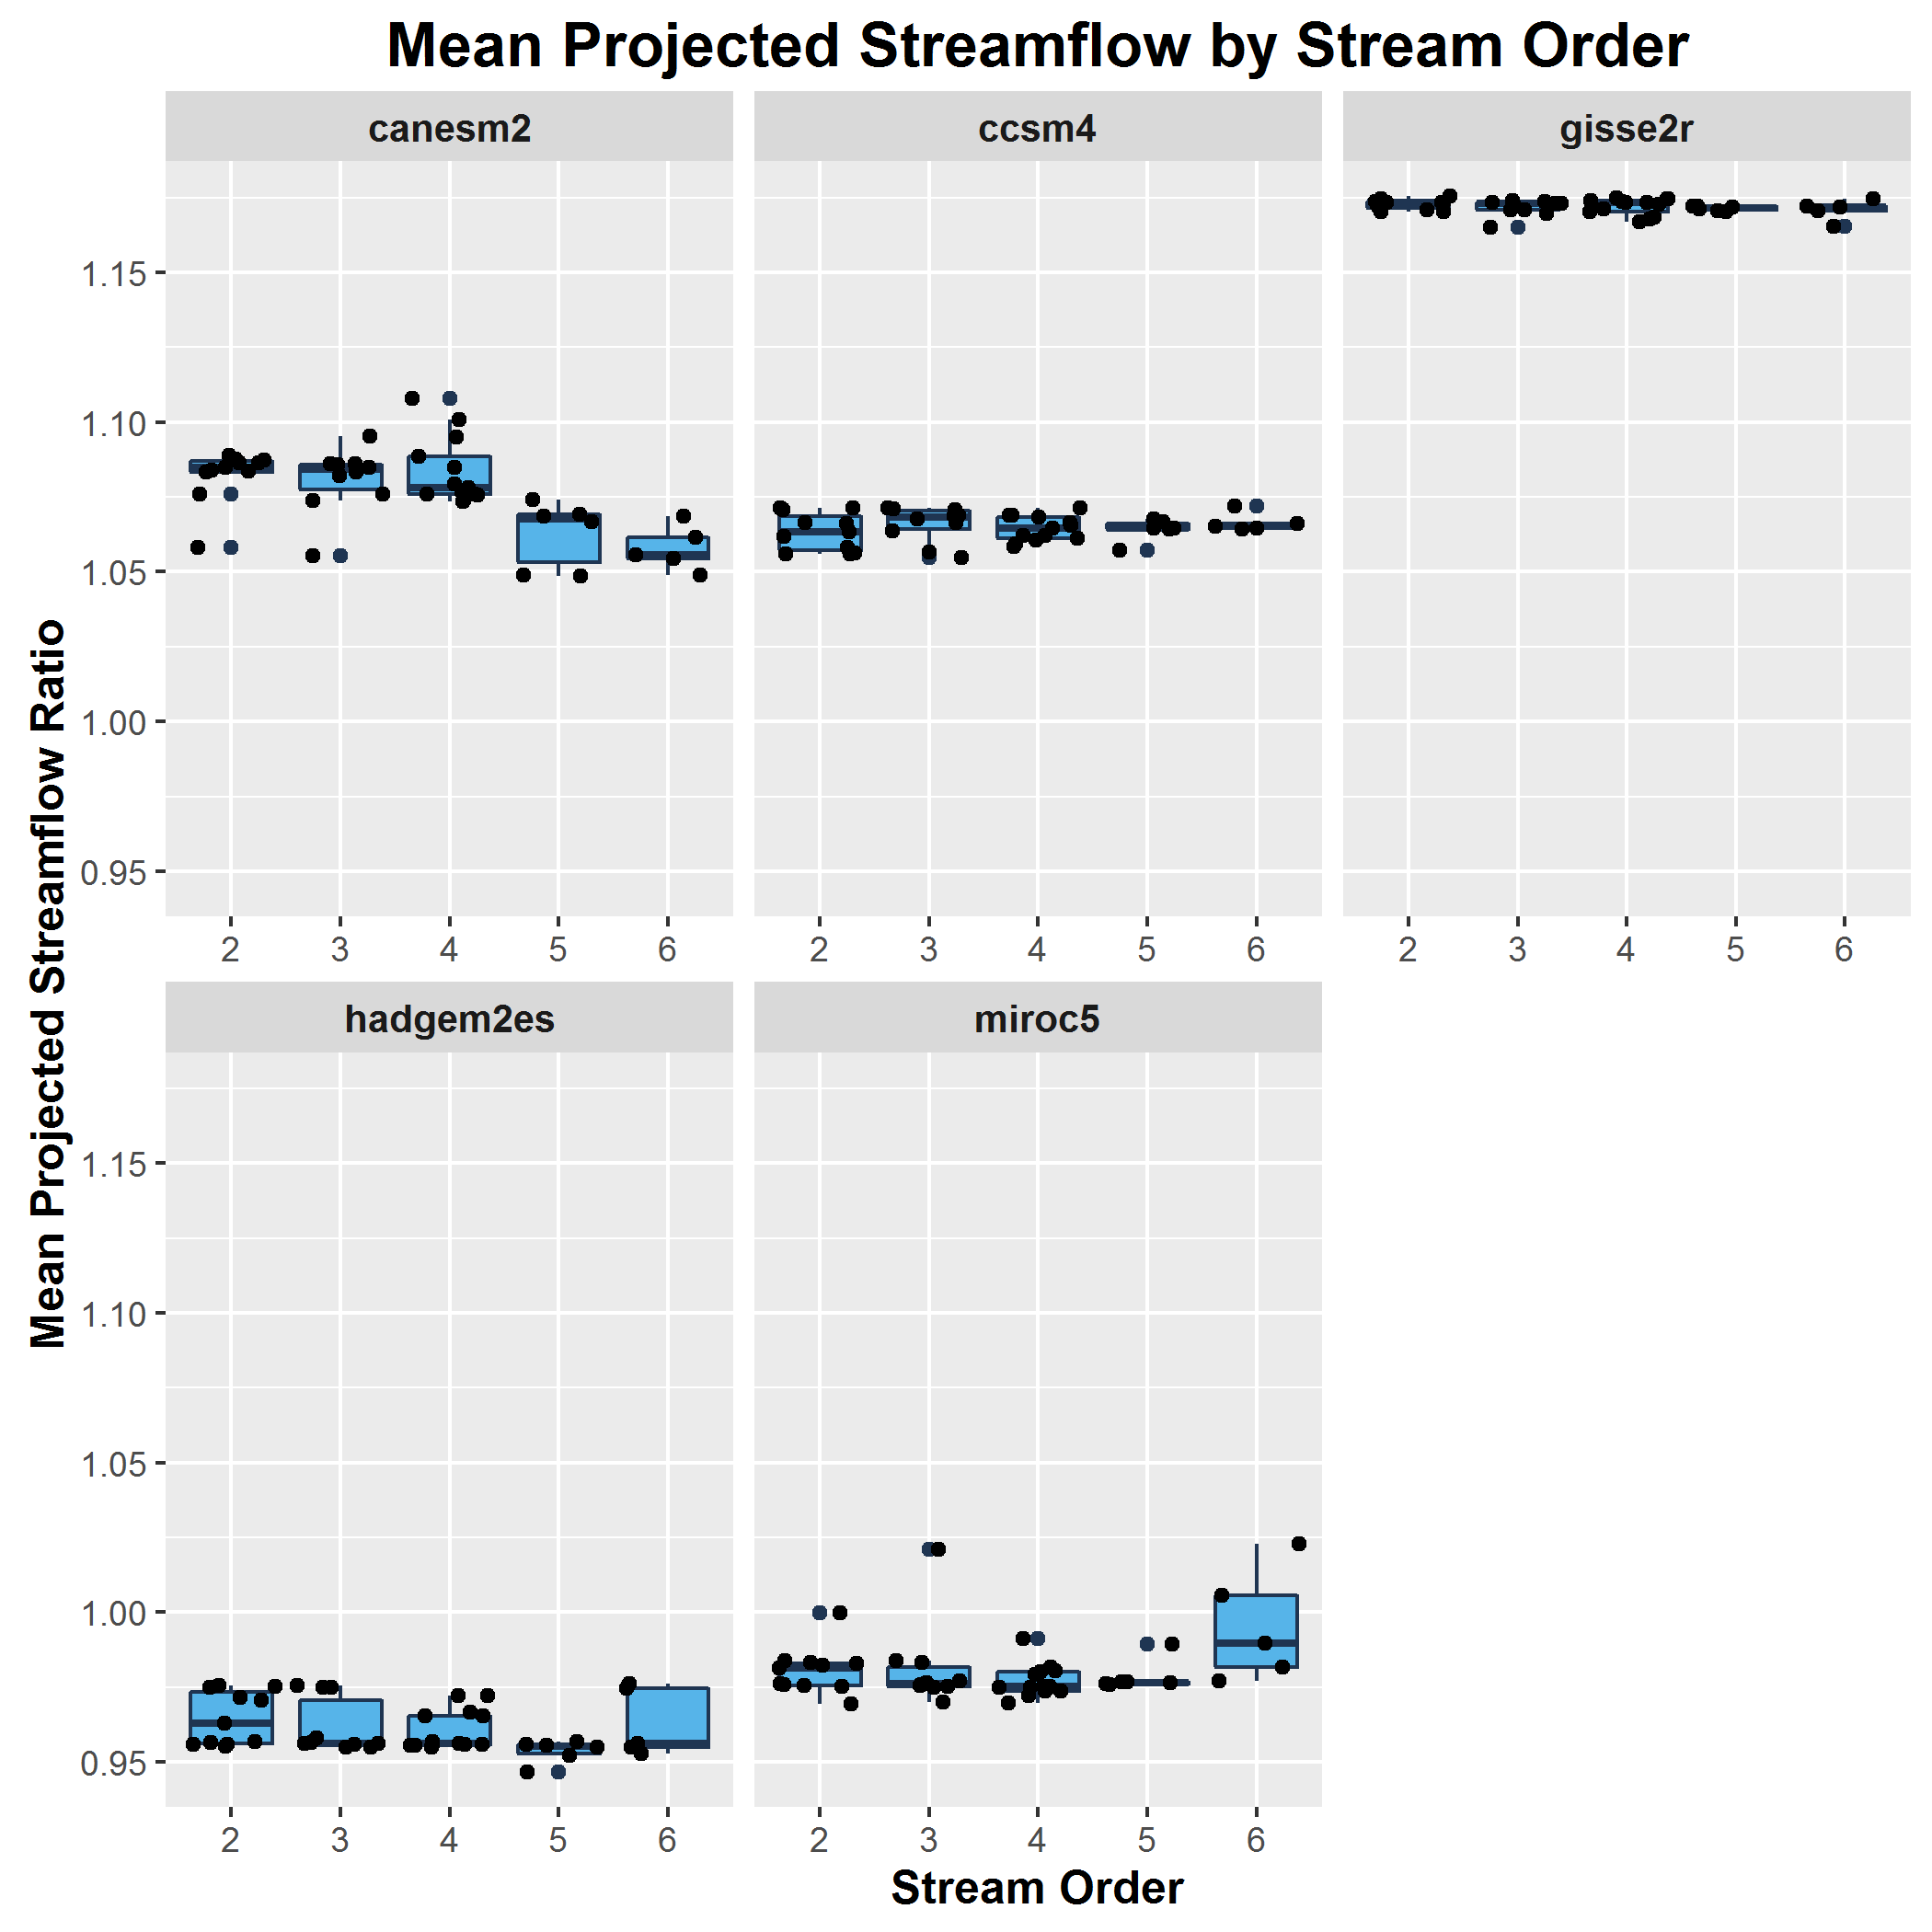 Mean Projected Streamflow by Stream Order
canesm2 ccsm4 gisse2r
1.15
1.10
1.05
1.00
0.95
2 3 4 5 6 2 3 4 5 6 2 3 4 5 6
Mean Projected Streamflow Ratio
hadgem2es miroc5
1.15
1.10
1.05
1.00
0.95
2 3 4 5 6 2 3 4 5 6
Stream Order